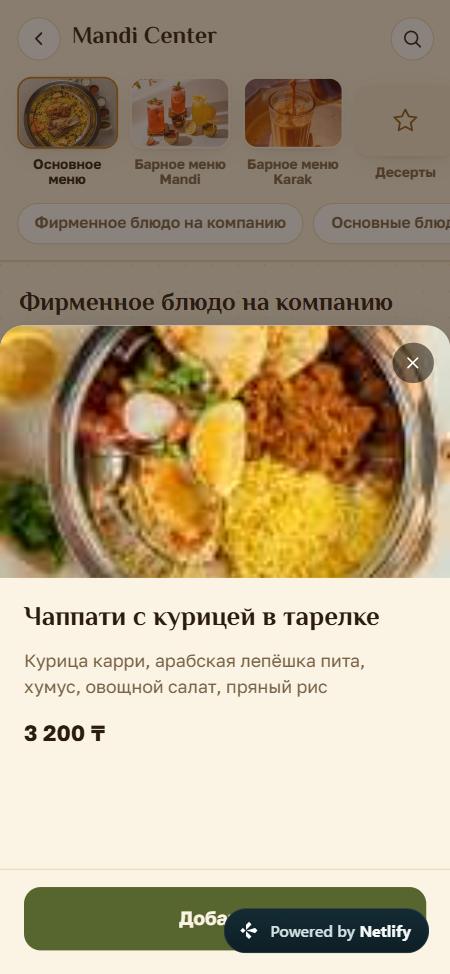 Mandi Center
Основное
меню
Барное меню
Mandi
Барное меню
Karak
Десерты
Фирменное блюдо на компанию
Основные блюд
Фирменное блюдо на компанию
Чаппати с курицей в тарелке
Курица карри, арабская лепёшка пита,
хумус, овощной салат, пряный рис
3 200 ₸
Доба
Powered by Netlify